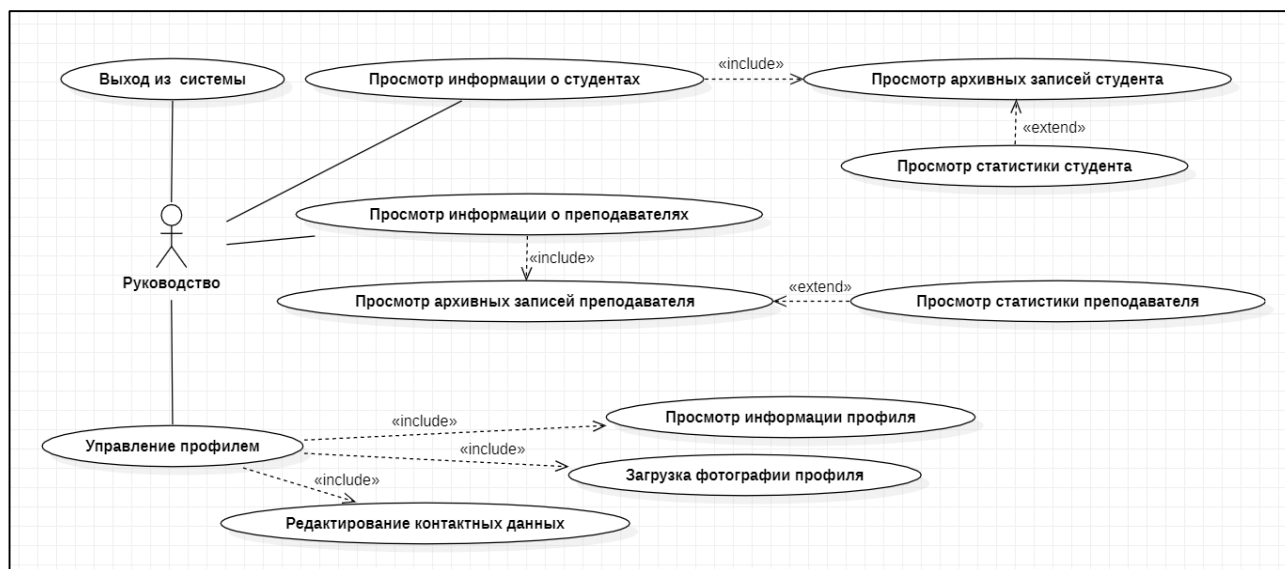 Выход из системы
Просмотр информации о студентах
«include»
Просмотр архивных записей студента
«extend»
Просмотр статистики студента
Просмотр информации о преподавателях
«include»
Руководство
Просмотр архивных записей преподавателя
«extend»
Просмотр статистики преподавателя
«include»
Просмотр информации профиля
Управление профилем
«include»
Загрузка фотографии профиля
«include»
Редактирование контактных данных